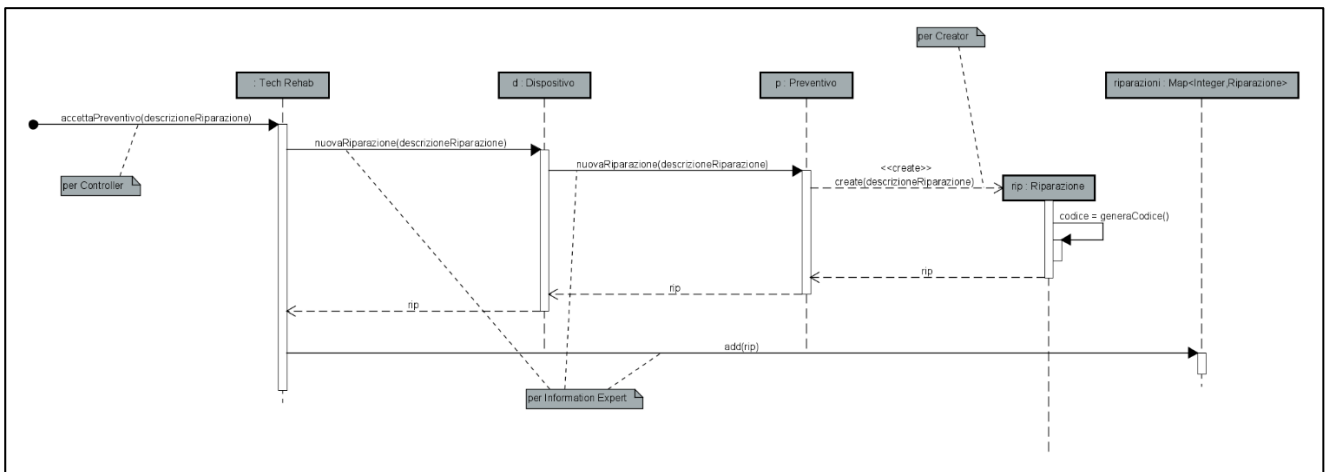 per Creator
: Tech Rehab
d : Dispositivo
p : Preventivo
riparazioni : Map<Integer,Riparazione>
accettaPreventivo(descrizioneRiparazione)
nuovaRiparazione(descrizioneRiparazione)
nuovaRiparazione(descrizioneRiparazione)
<<create>>
create(descrizioneRiparazione)
per Controller
rip : Riparazione
codice = generaCodice()
rip
rip
rip
add(rip)
per Information Expert